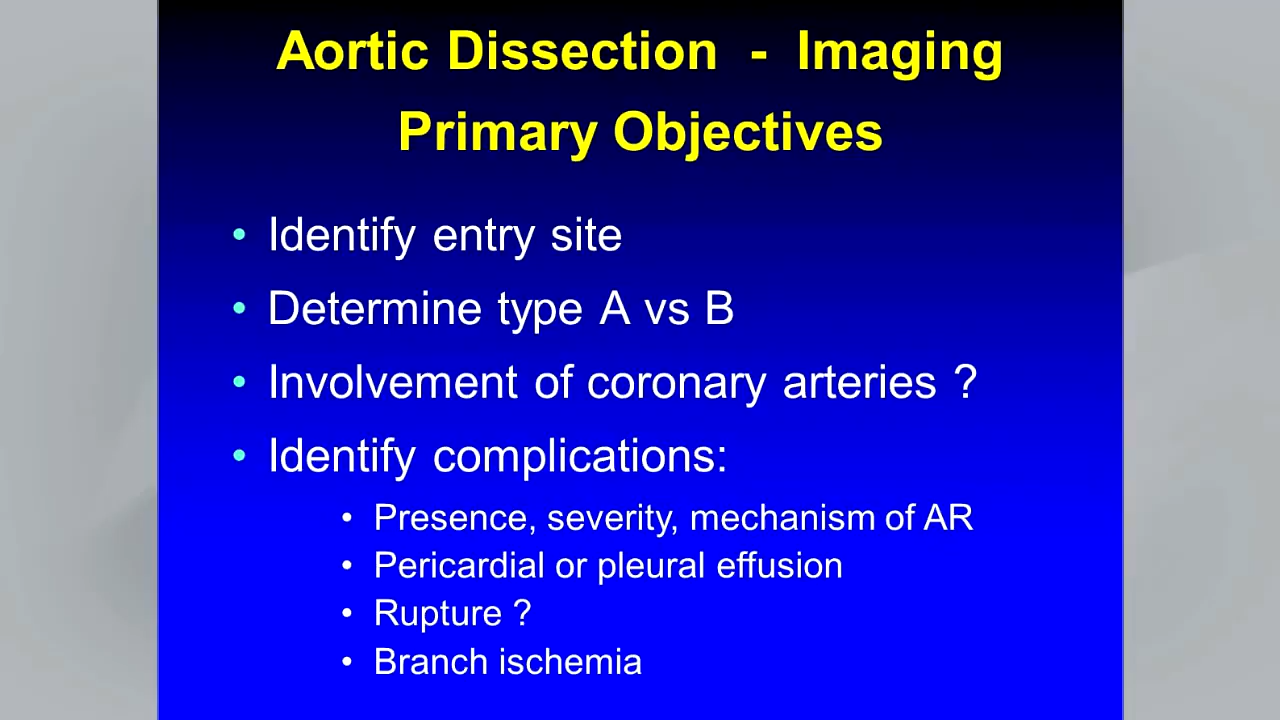 Aortic Dissection - Imaging
Primary Objectives
• Identify entry site
• Determine type A vs B
• Involvement of coronary arteries ?
• Identify complications:
• Presence, severity, mechanism of AR
• Pericardial or pleural effusion
• Rupture ?
• Branch ischemia